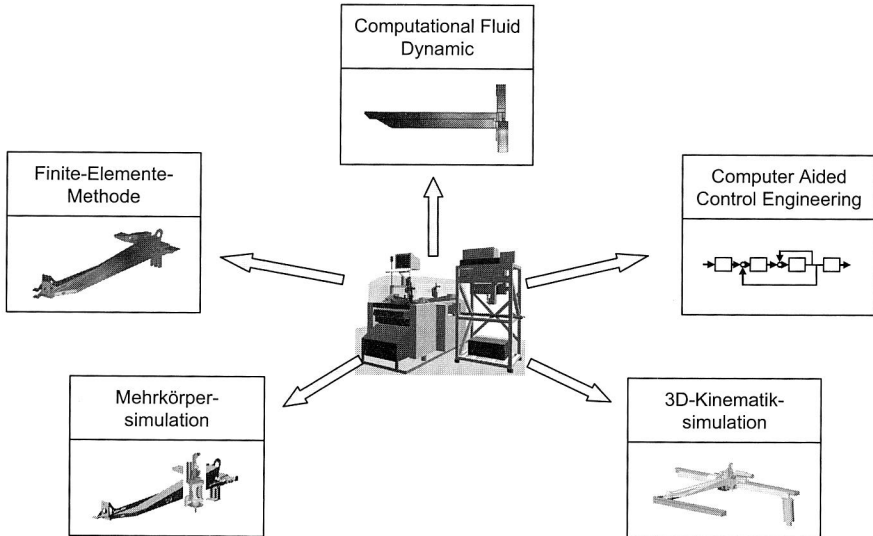 Computational Fluid
Dynamic
Finite-Elemente-
Methode
Computer Aided
Control Engineering
Mehrkörper-
simulation
3D-Kinematik-
simulation